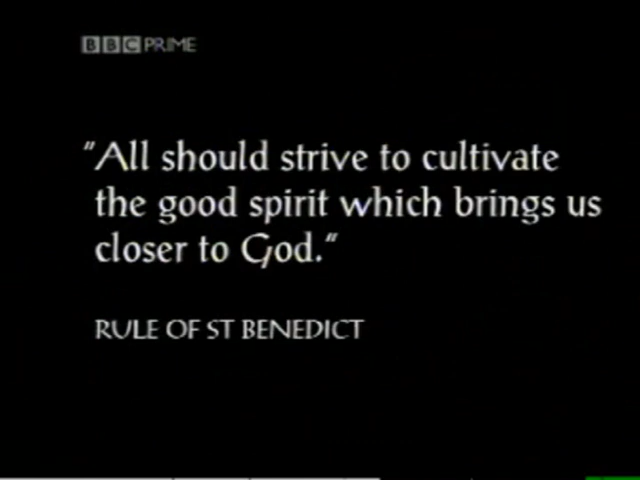 BBC PRIME
"All should strive to cultivate
the good spirit which brings us
closer to God."
RULE OF ST BENEDICT